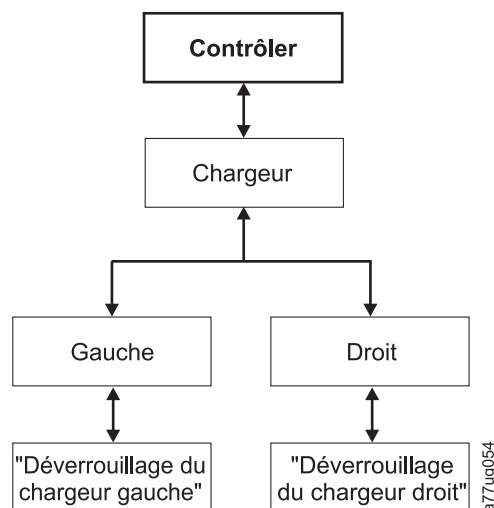 Contrôler
Chargeur
Gauche
Droit
"Déverrouillage du
chargeur gauche"
"Déverrouillage
du chargeur droit"
a77ug054